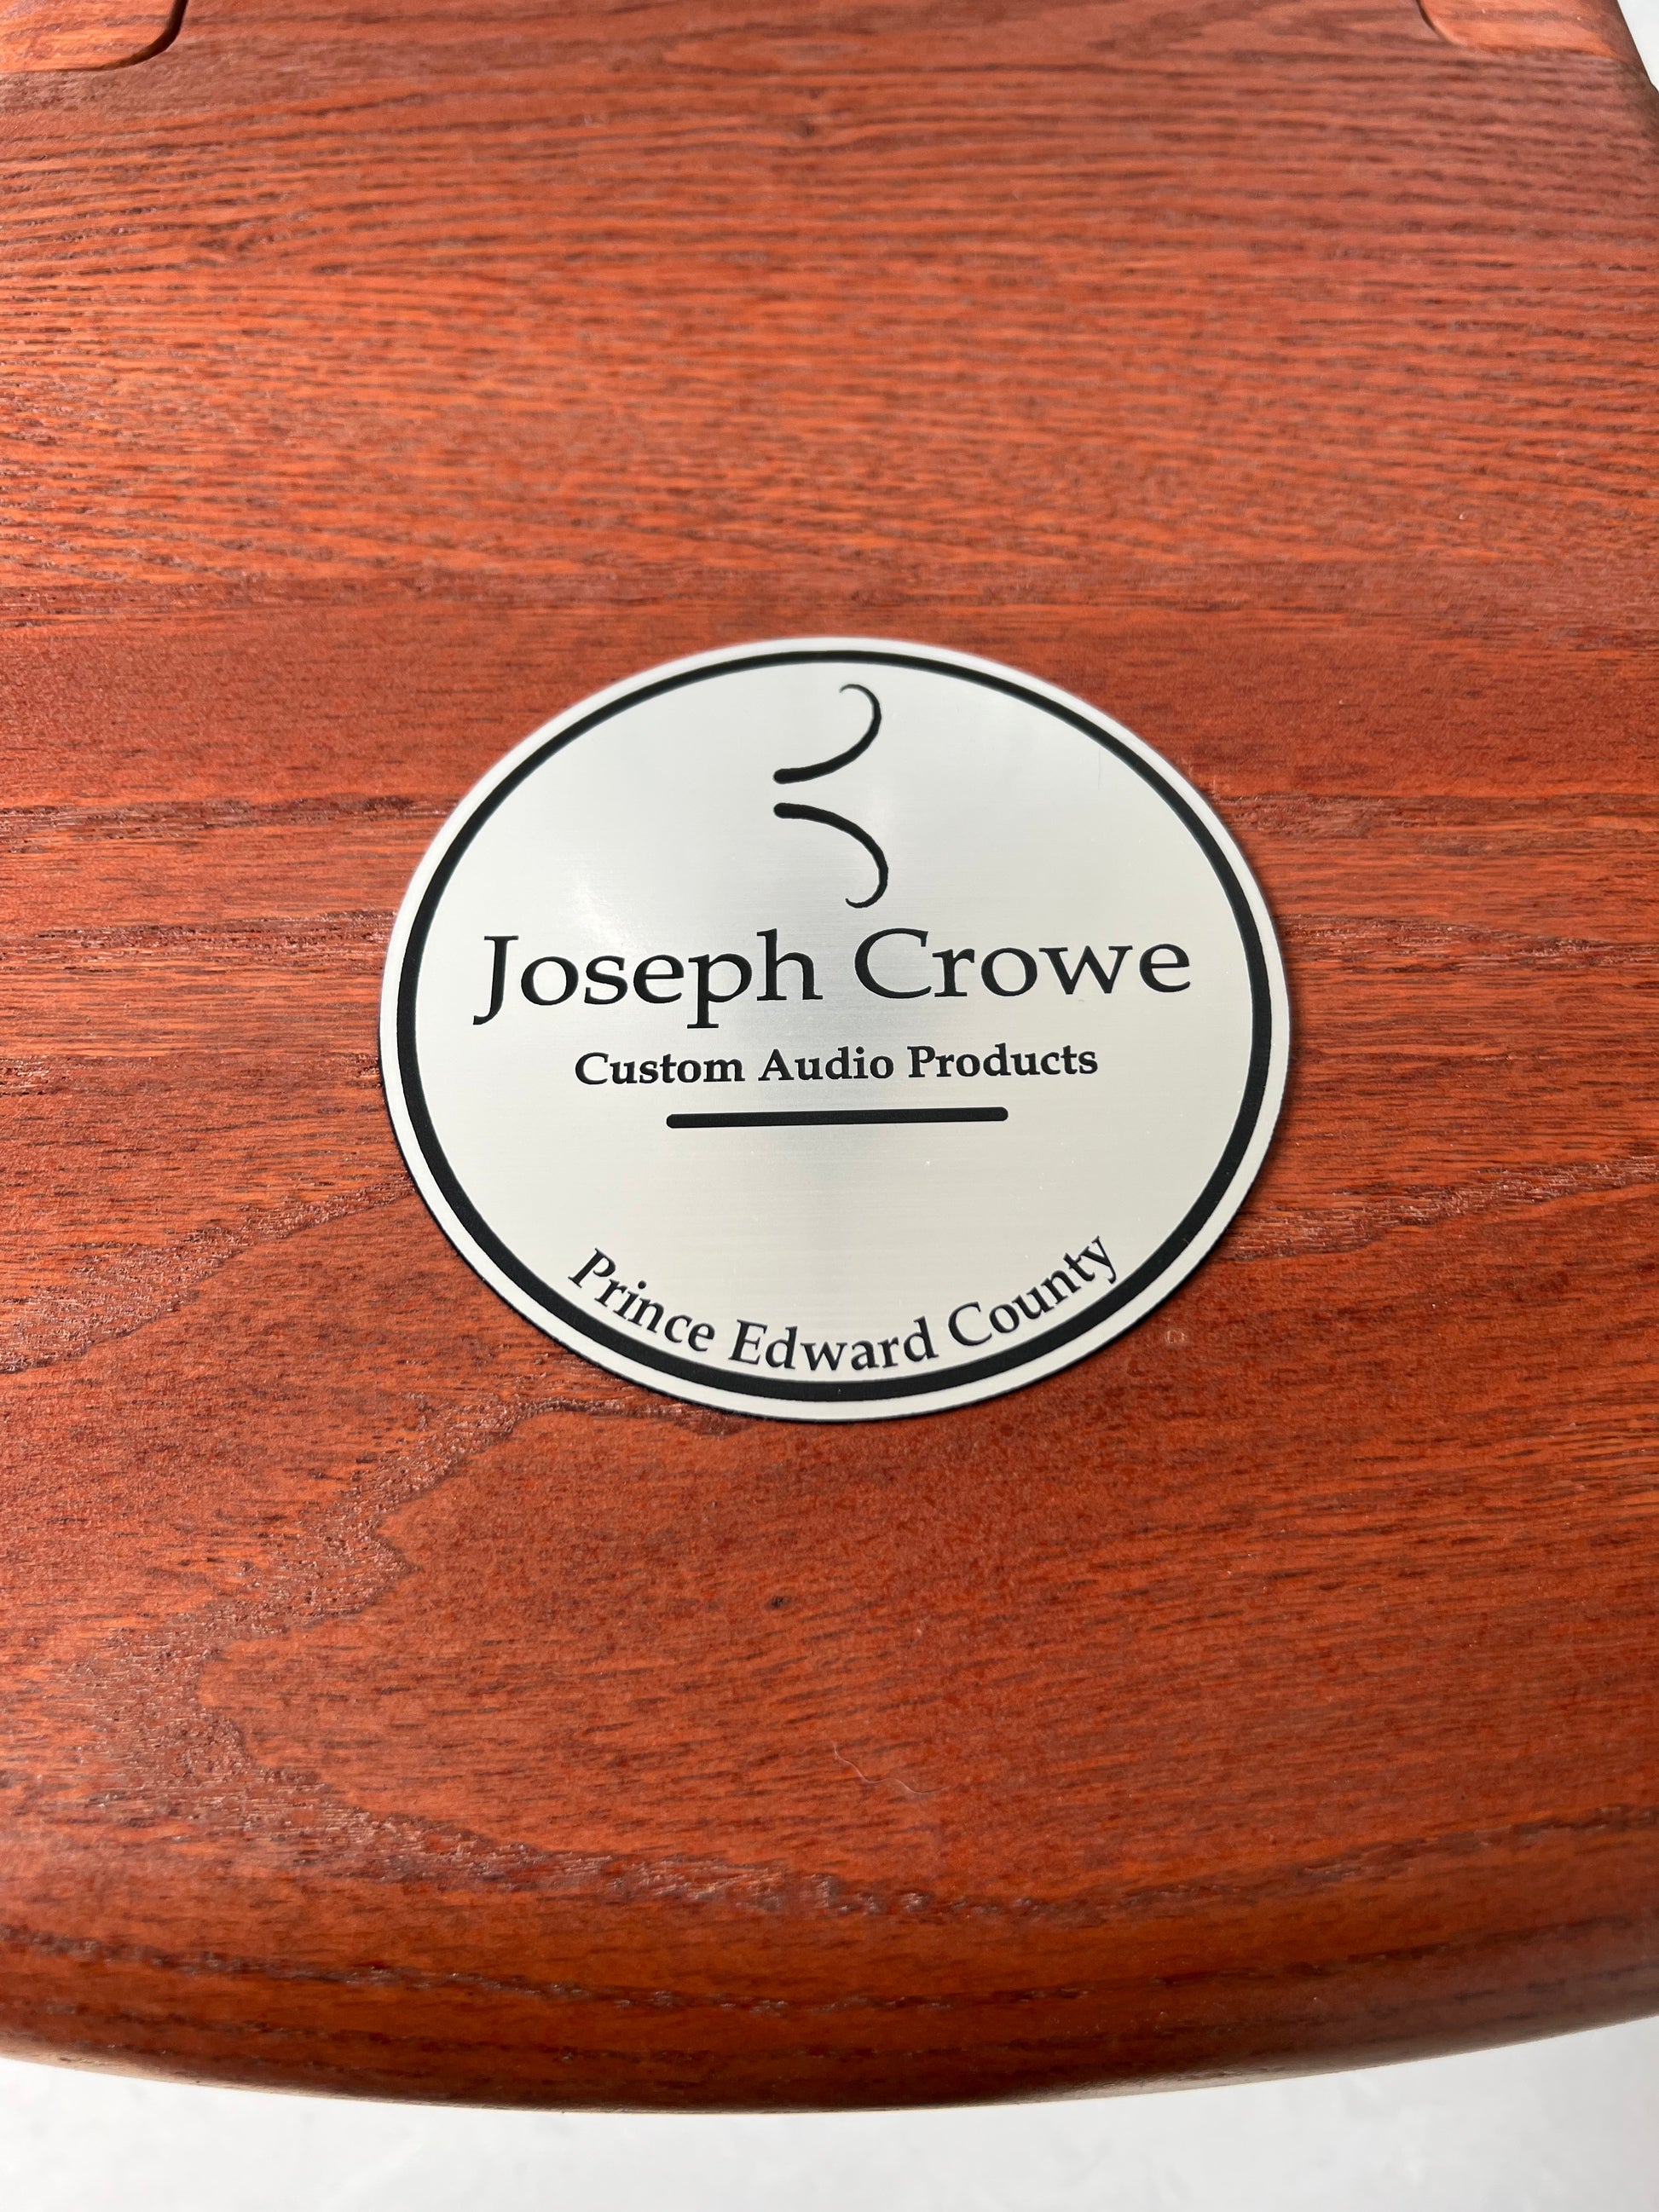 Joseph Crowe
Custom Audio Products
Prince Edward County